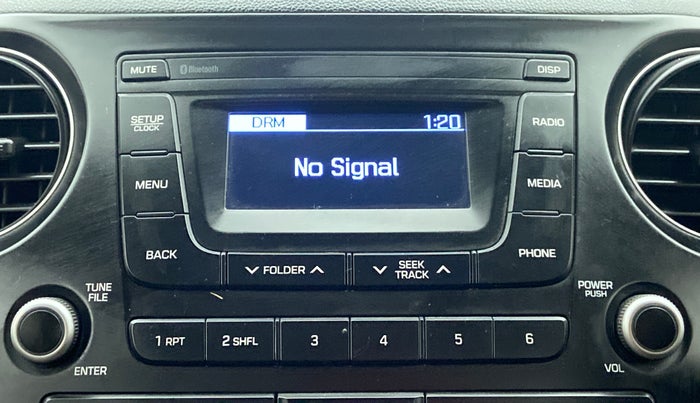 MUTE
Bluetooth
DISP
SETUP
CLOCK
DRM
1:20
RADIO
No Signal
MENU
MEDIA
BACK
FOLDER
SEEK
TRACK
PHONE
TUNE
FILE
POWER
PUSH
1 RPT
2 SHFL
3
4
5
6
ENTER
VOL